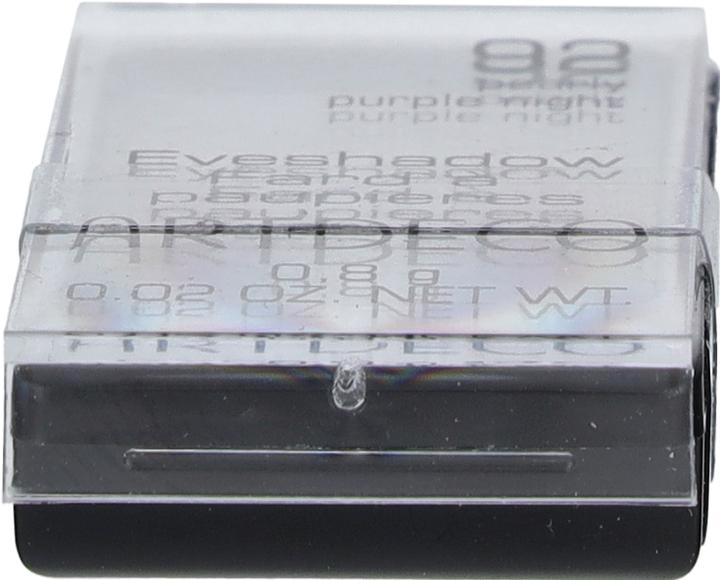 92
pearly
purple night
Eyeshadow
Fard à
paupières
ARTDECO
0.8 g
0.02 OZ. NET WT.